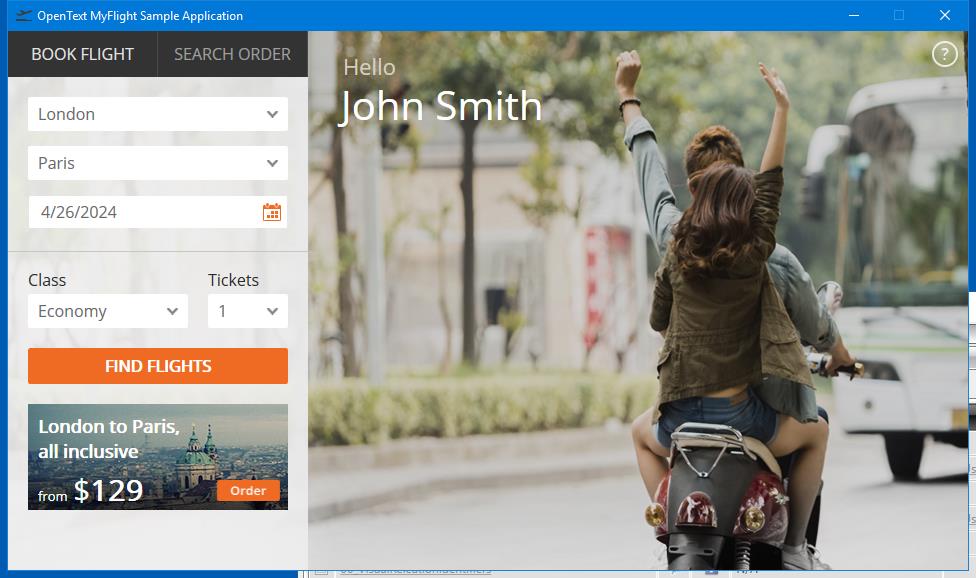 OpenText MyFlight Sample Application
BOOK FLIGHT
SEARCH ORDER
Hello
John Smith
?
London
Paris
4/26/2024
Class
Tickets
Economy
1
FIND FLIGHTS
London to Paris,
all inclusive
from $129
Order